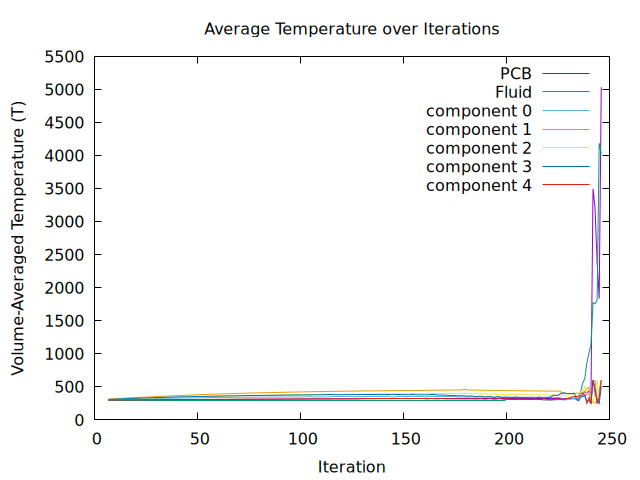 Average Temperature over Iterations
Volume-Averaged Temperature (T)
5500
5000
4500
4000
3500
3000
2500
2000
1500
1000
500
0
PCB
Fluid
component 0
component 1
component 2
component 3
component 4
0 50 100 150 200 250
Iteration